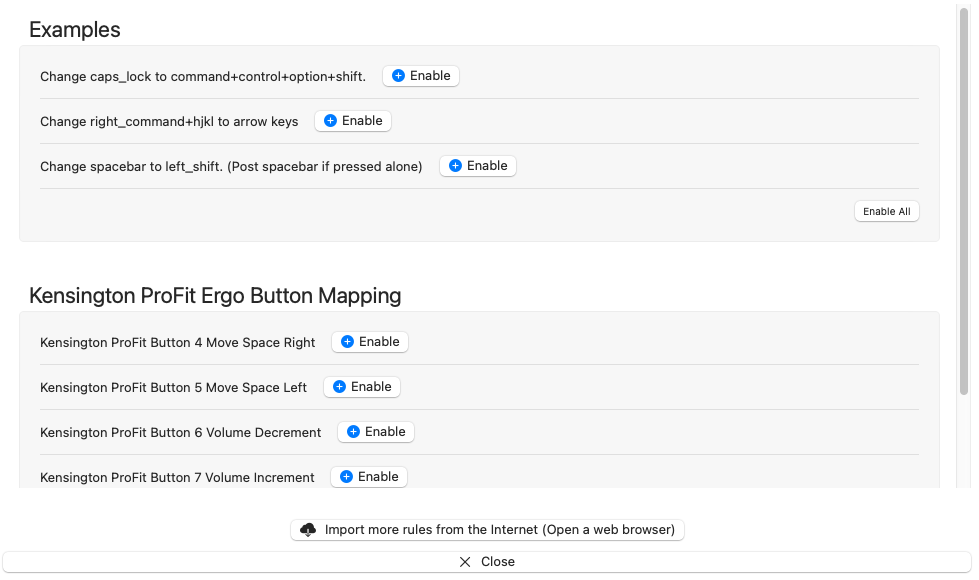 Examples
Change caps_lock to command+control+option+shift. Enable
Change right_command+hjkl to arrow keys Enable
Change spacebar to left_shift. (Post spacebar if pressed alone) Enable
Enable All
Kensington ProFit Ergo Button Mapping
Kensington ProFit Button 4 Move Space Right Enable
Kensington ProFit Button 5 Move Space Left Enable
Kensington ProFit Button 6 Volume Decrement Enable
Kensington ProFit Button 7 Volume Increment Enable
Import more rules from the Internet (Open a web browser)
Close